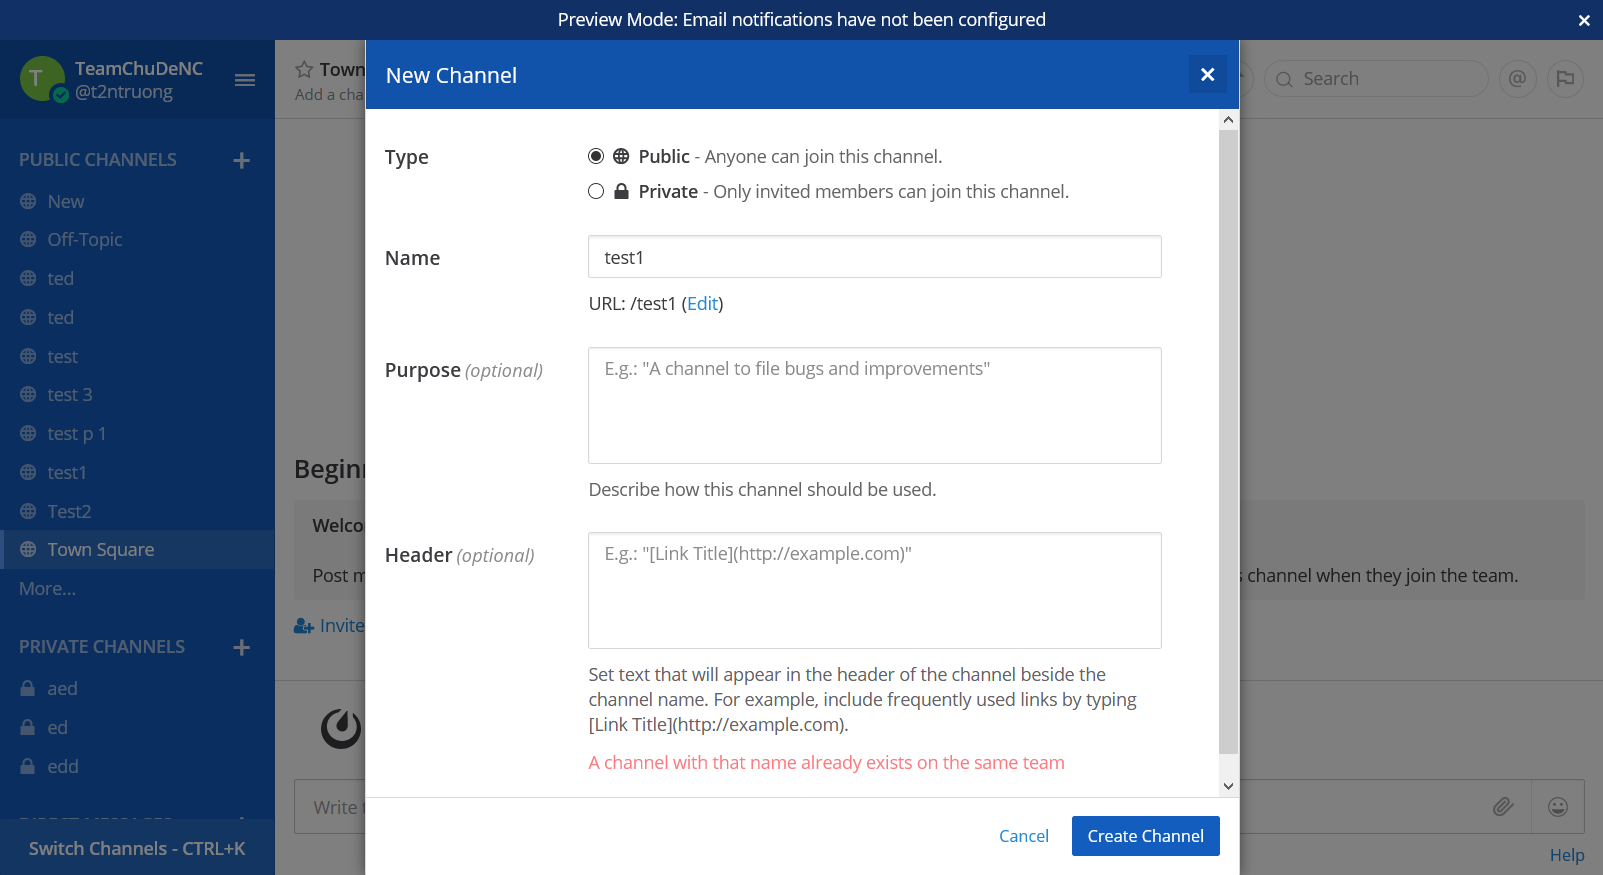 Preview Mode: Email notifications have not been configured
T
TeamChuDeNC
@t2ntruong
PUBLIC CHANNELS
New
Off-Topic
ted
ted
test
test 3
test p 1
test1
Test2
Town Square
More...
PRIVATE CHANNELS
aed
ed
edd
Switch Channels - CTRL+K
Town
Add a cha
Search
@
New Channel
Type
Public - Anyone can join this channel.
Private - Only invited members can join this channel.
Name
test1
URL: /test1 (Edit)
Purpose (optional)
E.g.: "A channel to file bugs and improvements"
Describe how this channel should be used.
Header (optional)
E.g.: "[Link Title](http://example.com)"
Set text that will appear in the header of the channel beside the
channel name. For example, include frequently used links by typing
[Link Title](http://example.com).
A channel with that name already exists on the same team
Cancel
Create Channel
Beginn
Welco
Post m
s channel when they join the team.
Invite
Write
Help